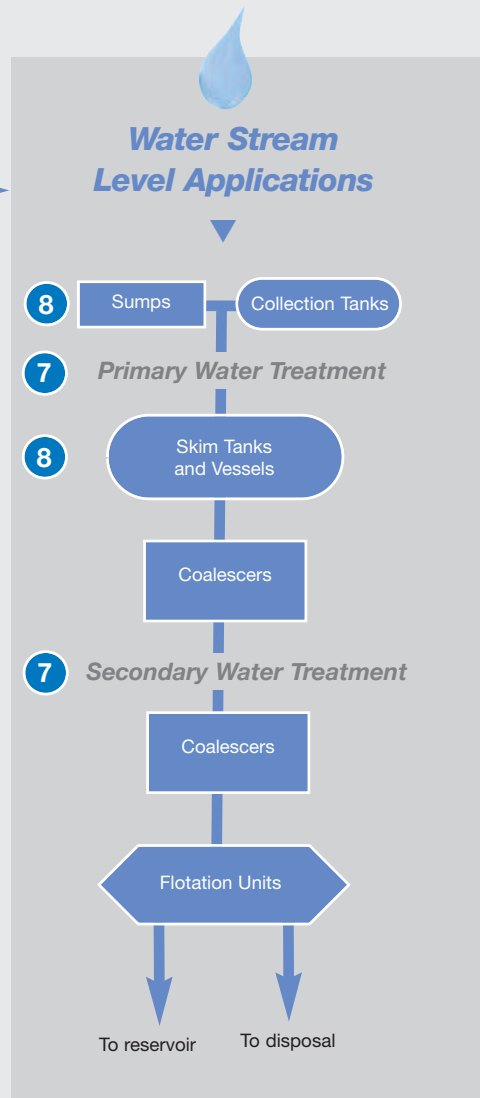 Water Stream
Level Applications
8
Sumps
Collection Tanks
7
Primary Water Treatment
8
Skim Tanks
and Vessels
Coalescers
7
Secondary Water Treatment
Coalescers
Flotation Units
To reservoir
To disposal